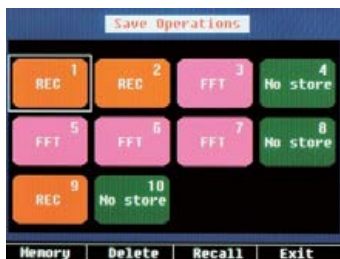 Save Operations
1 2 3 4
REC REC FFT No store
5 6 7 8
FFT FFT FFT No store
9 10
REC No store
Memory Delete Recall Exit